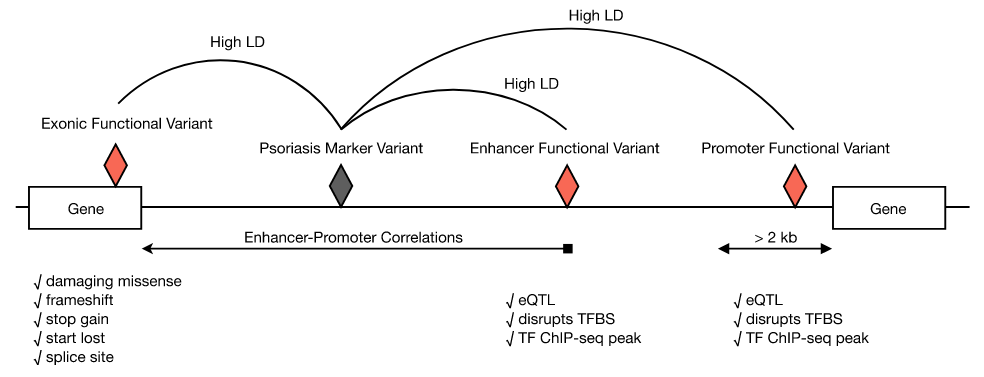 High LD
High LD
High LD
Exonic Functional Variant
Psoriasis Marker Variant
Enhancer Functional Variant
Promoter Functional Variant
Gene
Gene
Enhancer-Promoter Correlations
> 2 kb
√ damaging missense
√ frameshift
√ stop gain
√ start lost
√ splice site
√ eQTL
√ disrupts TFBS
√ TF ChIP-seq peak
√ eQTL
√ disrupts TFBS
√ TF ChIP-seq peak